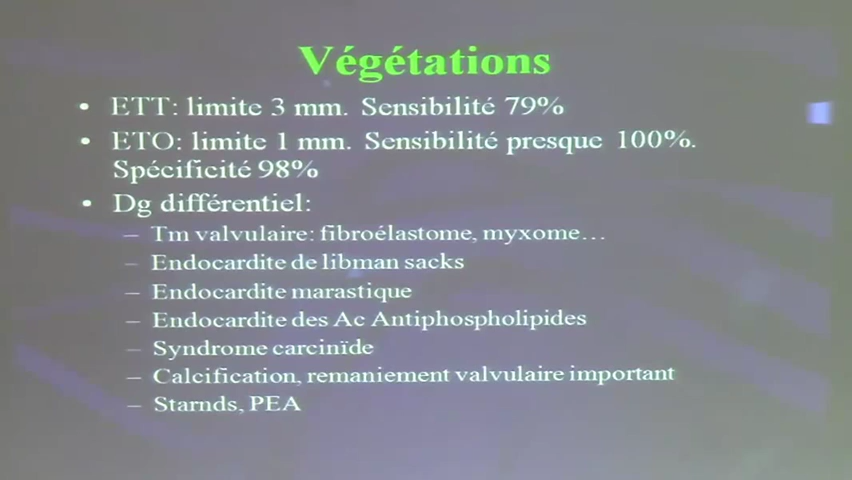 Végétations
• ETT: limite 3 mm. Sensibilité 79%
• ETO: limite 1 mm. Sensibilité presque 100%.
Spécificité 98%
• Dg différentiel:
– Tm valvulaire: fibroélastome, myxome…
– Endocardite de libman sacks
– Endocardite marastique
– Endocardite des Ac Antiphospholipides
– Syndrome carcinïde
– Calcification, remaniement valvulaire important
– Starnds, PEA